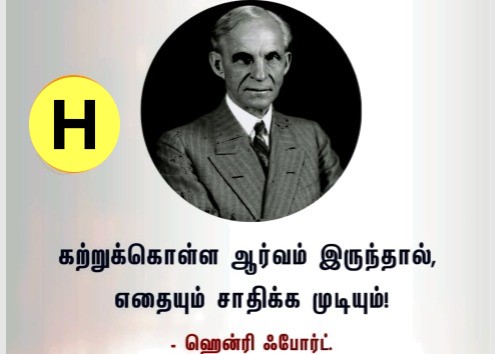 H
கற்றுக்கொள்ள ஆர்வம் இருந்தால்,
எதையும் சாதிக்க முடியும்!
- ஹென்ரி ஃபோர்ட்.